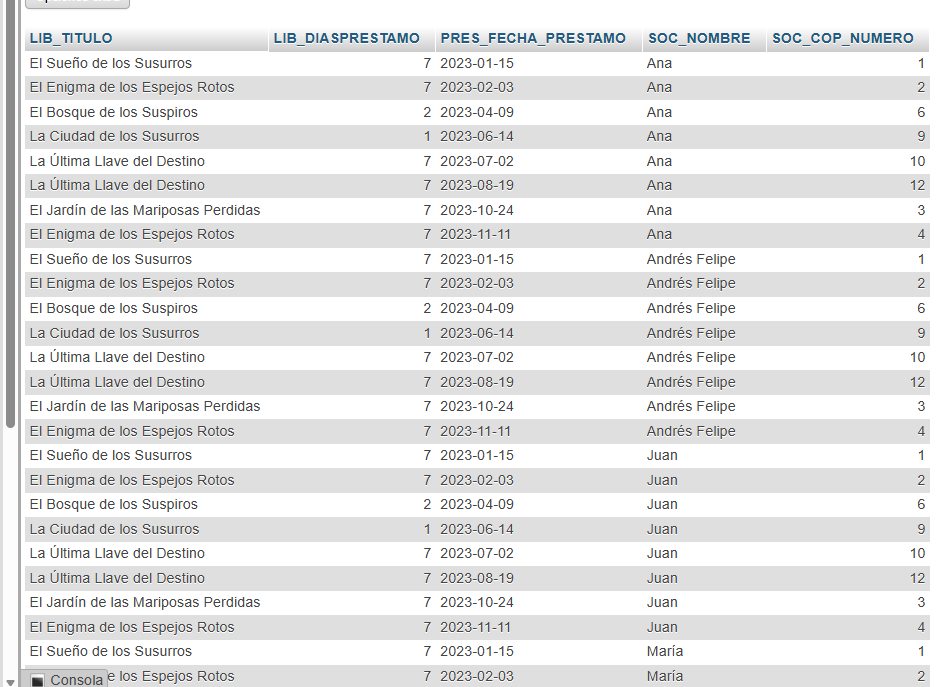 LIB_TITULO LIB_DIASPRESTAMO PRES_FECHA_PRESTAMO SOC_NOMBRE SOC_COP_NUMERO
El Sueño de los Susurros 7 2023-01-15 Ana 1
El Enigma de los Espejos Rotos 7 2023-02-03 Ana 2
El Bosque de los Suspiros 2 2023-04-09 Ana 6
La Ciudad de los Susurros 1 2023-06-14 Ana 9
La Última Llave del Destino 7 2023-07-02 Ana 10
La Última Llave del Destino 7 2023-08-19 Ana 12
El Jardín de las Mariposas Perdidas 7 2023-10-24 Ana 3
El Enigma de los Espejos Rotos 7 2023-11-11 Ana 4
El Sueño de los Susurros 7 2023-01-15 Andrés Felipe 1
El Enigma de los Espejos Rotos 7 2023-02-03 Andrés Felipe 2
El Bosque de los Suspiros 2 2023-04-09 Andrés Felipe 6
La Ciudad de los Susurros 1 2023-06-14 Andrés Felipe 9
La Última Llave del Destino 7 2023-07-02 Andrés Felipe 10
La Última Llave del Destino 7 2023-08-19 Andrés Felipe 12
El Jardín de las Mariposas Perdidas 7 2023-10-24 Andrés Felipe 3
El Enigma de los Espejos Rotos 7 2023-11-11 Andrés Felipe 4
El Sueño de los Susurros 7 2023-01-15 Juan 1
El Enigma de los Espejos Rotos 7 2023-02-03 Juan 2
El Bosque de los Suspiros 2 2023-04-09 Juan 6
La Ciudad de los Susurros 1 2023-06-14 Juan 9
La Última Llave del Destino 7 2023-07-02 Juan 10
La Última Llave del Destino 7 2023-08-19 Juan 12
El Jardín de las Mariposas Perdidas 7 2023-10-24 Juan 3
El Enigma de los Espejos Rotos 7 2023-11-11 Juan 4
El Sueño de los Susurros 7 2023-01-15 María 1
Consola e los Espejos Rotos 7 2023-02-03 María 2